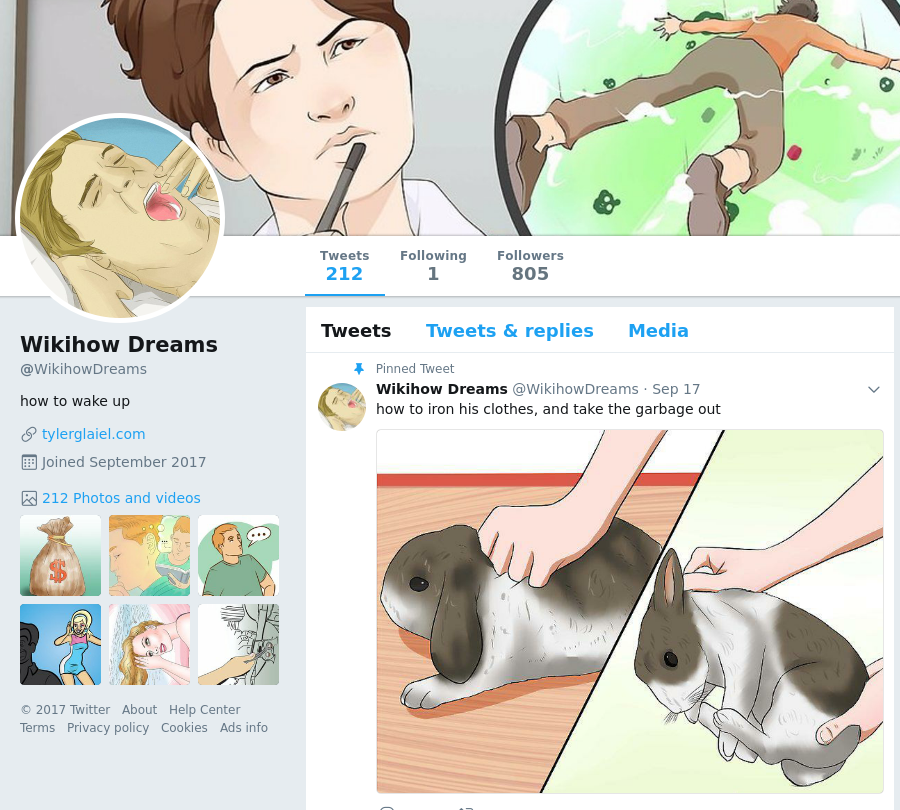 Tweets
212
Following
1
Followers
805
Wikihow Dreams
@WikihowDreams
how to wake up
tylerglaiel.com
Joined September 2017
212 Photos and videos
$
© 2017 Twitter About Help Center
Terms Privacy policy Cookies Ads info
Tweets Tweets & replies Media
Pinned Tweet
Wikihow Dreams @WikihowDreams · Sep 17
how to iron his clothes, and take the garbage out